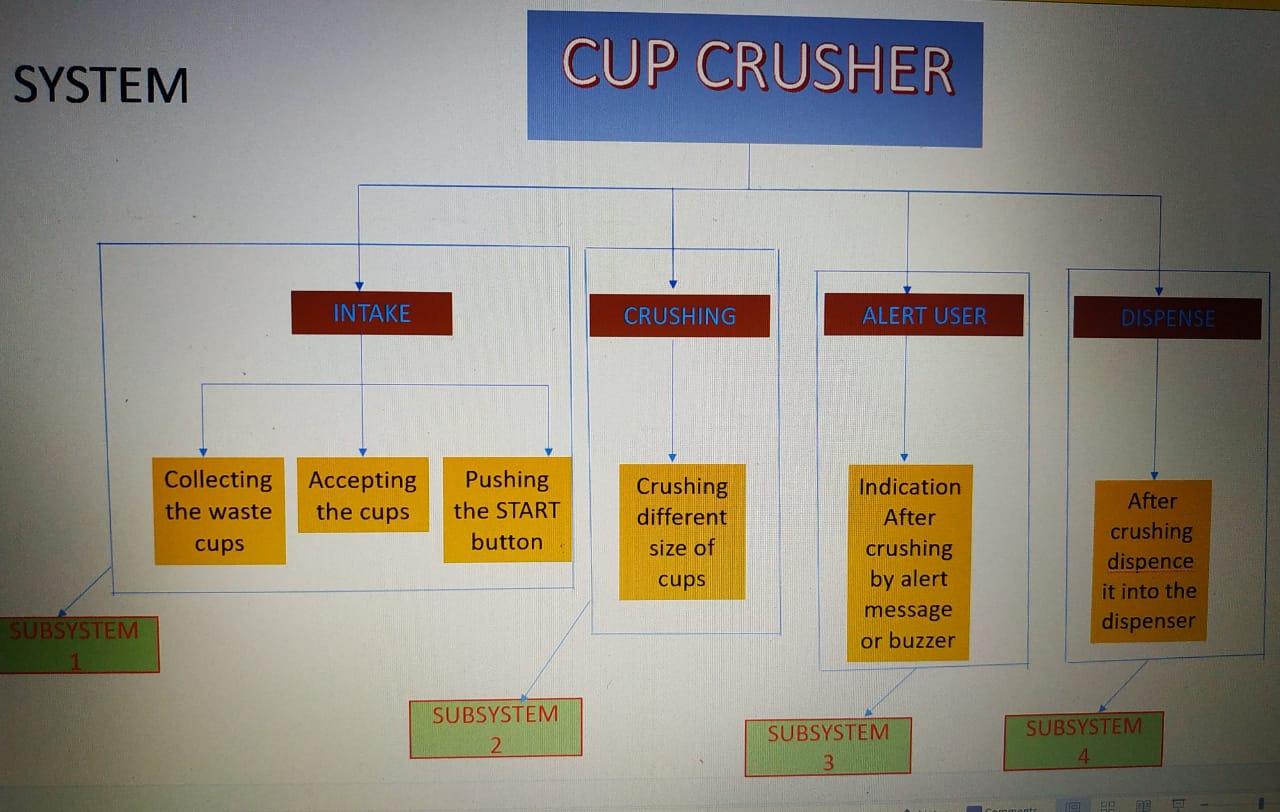 SYSTEM
CUP CRUSHER
INTAKE
CRUSHING
ALERT USER
DISPENSE
Collecting
the waste
cups
Accepting
the cups
Pushing
the START
button
Crushing
different
size of
cups
Indication
After
crushing
by alert
message
or buzzer
After
crushing
dispence
it into the
dispenser
SUBSYSTEM
1
SUBSYSTEM
2
SUBSYSTEM
3
SUBSYSTEM
4
Comments